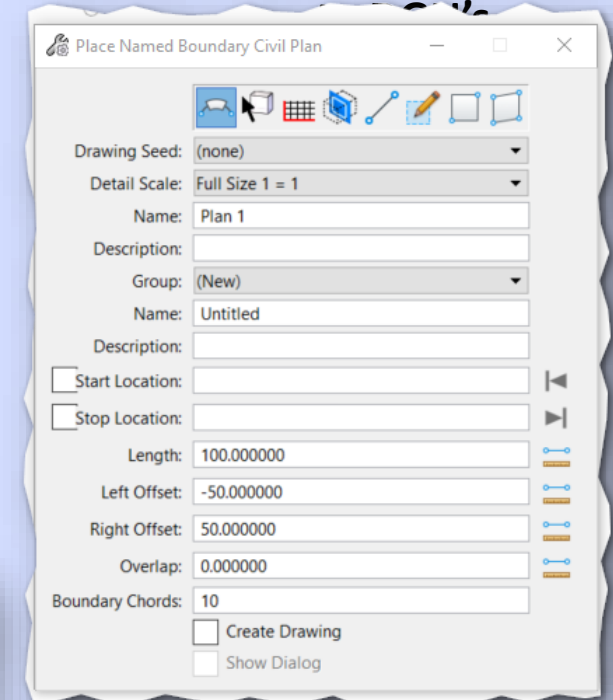 Place Named Boundary Civil Plan
Drawing Seed: (none)
Detail Scale: Full Size 1 = 1
Name: Plan 1
Description:
Group: (New)
Name: Untitled
Description:
Start Location:
Stop Location:
Length: 100.000000
Left Offset: -50.000000
Right Offset: 50.000000
Overlap: 0.000000
Boundary Chords: 10
Create Drawing
Show Dialog